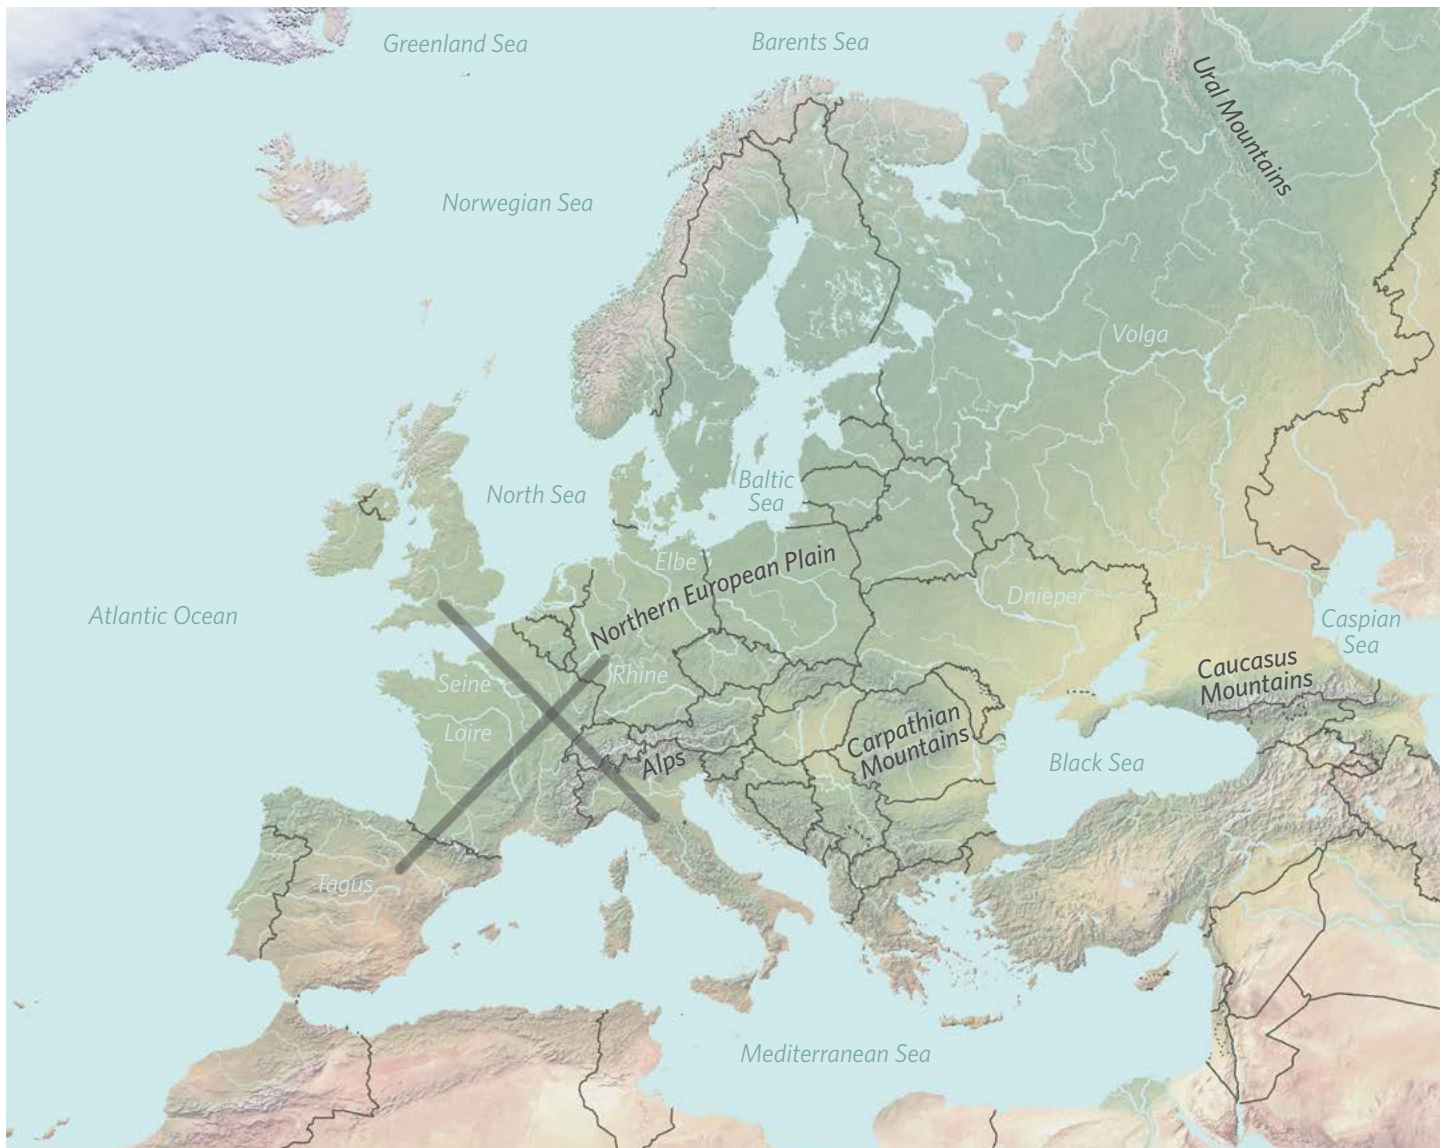 Greenland Sea
Barents Sea
Ural Mountains
Norwegian Sea
Volga
North Sea
Baltic
Sea
Elbe
Northern European Plain
Dnieper
Atlantic Ocean
Caspian
Sea
Caucasus
Mountains
Seine
Rhine
Loire
Alps
Carpathian
Mountains
Black Sea
Tagus
Mediterranean Sea